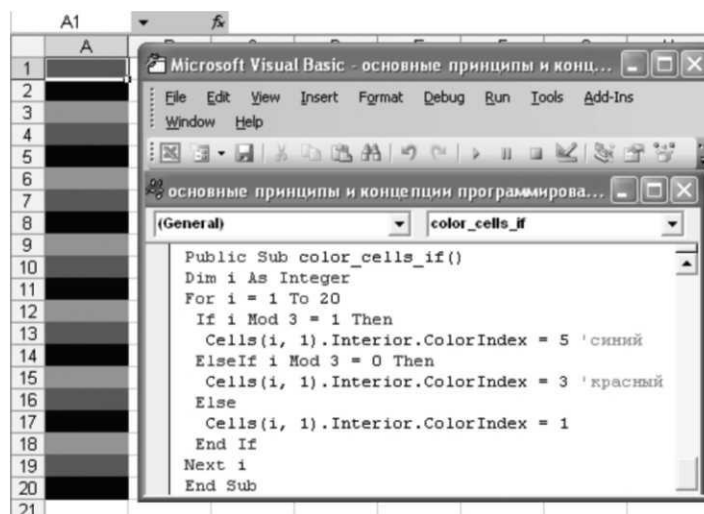 A1 fx
A
1
2
3
4
5
6
7
8
9
10
11
12
13
14
15
16
17
18
19
20
21
Microsoft Visual Basic - основные принципы и конц...
File Edit View Insert Format Debug Run Tools Add-Ins
Window Help
основные принципы и концепции программирова...
(General) color_cells_if
Public Sub color_cells_if()
Dim i As Integer
For i = 1 To 20
If i Mod 3 = 1 Then
Cells(i, 1).Interior.ColorIndex = 5 'синий
ElseIf i Mod 3 = 0 Then
Cells(i, 1).Interior.ColorIndex = 3 'красный
Else
Cells(i, 1).Interior.ColorIndex = 1
End If
Next i
End Sub